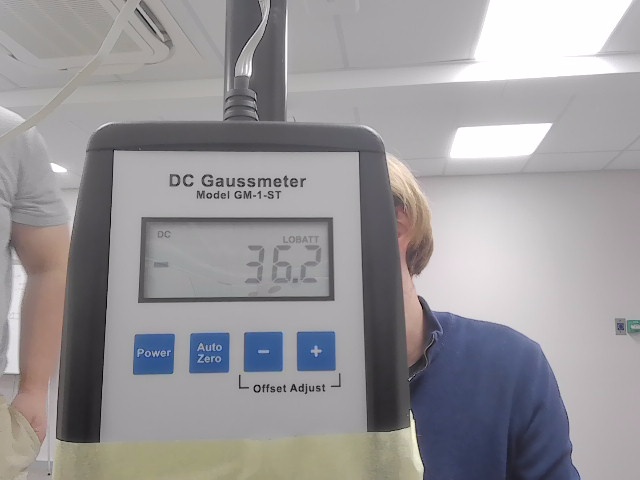 DC Gaussmeter
Model GM-1-ST
DC
LOBATT
- 36.2
Power
Auto
Zero
-
+
Offset Adjust